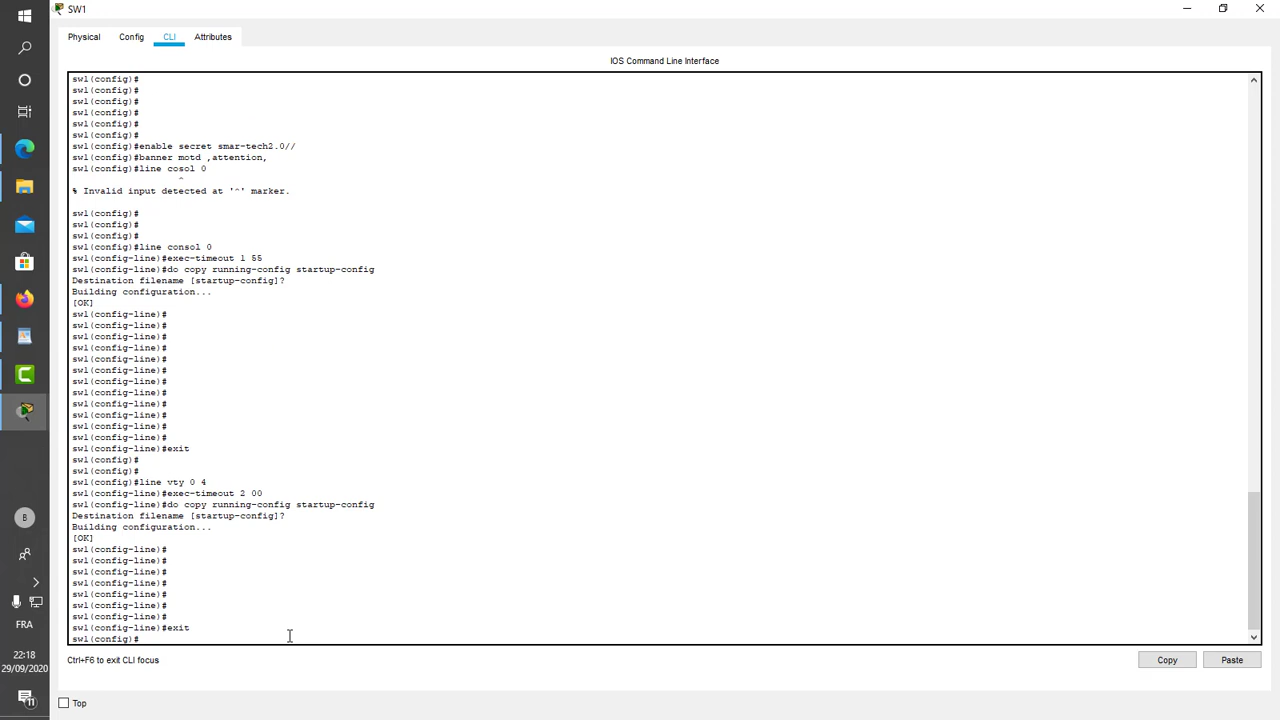 SW1
Physical
Config
CLI
Attributes
IOS Command Line Interface
sw1(config)#
sw1(config)#
sw1(config)#
sw1(config)#
sw1(config)#
sw1(config)#
sw1(config)#enable secret smar-tech2.0//
sw1(config)#banner motd ,attention,
sw1(config)#line cosol 0
^
% Invalid input detected at '^' marker.
sw1(config)#
sw1(config)#
sw1(config)#
sw1(config)#line consol 0
sw1(config-line)#exec-timeout 1 55
sw1(config-line)#do copy running-config startup-config
Destination filename [startup-config]?
Building configuration...
[OK]
sw1(config-line)#
sw1(config-line)#
sw1(config-line)#
sw1(config-line)#
sw1(config-line)#
sw1(config-line)#
sw1(config-line)#
sw1(config-line)#
sw1(config-line)#
sw1(config-line)#
sw1(config-line)#
sw1(config-line)#
sw1(config-line)#exit
sw1(config)#
sw1(config)#
sw1(config)#line vty 0 4
sw1(config-line)#exec-timeout 2 00
sw1(config-line)#do copy running-config startup-config
Destination filename [startup-config]?
Building configuration...
[OK]
sw1(config-line)#
sw1(config-line)#
sw1(config-line)#
sw1(config-line)#
sw1(config-line)#
sw1(config-line)#
sw1(config-line)#
sw1(config-line)#exit
sw1(config)#
Ctrl+F6 to exit CLI focus
Copy
Paste
Top
B
FRA
22:18
29/09/2020
11